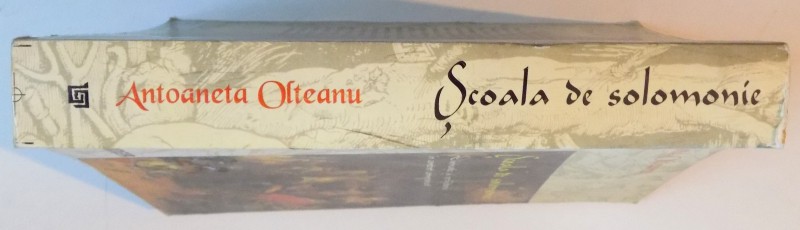 Antoaneta Olteanu
Școala de solomonie